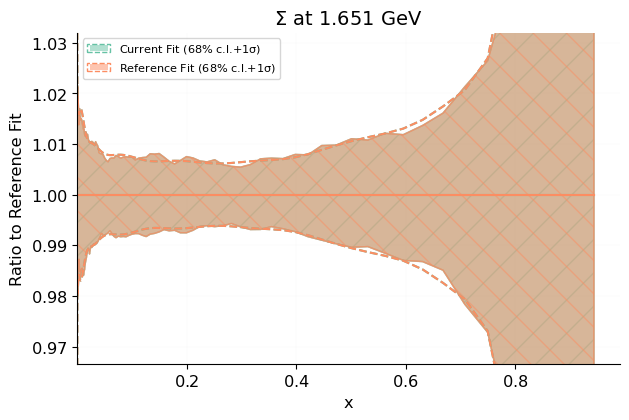 Σ at 1.651 GeV
Current Fit (68% c.l.+1σ)
Reference Fit (68% c.l.+1σ)
Ratio to Reference Fit
1.03
1.02
1.01
1.00
0.99
0.98
0.97
0.2 0.4 0.6 0.8
x